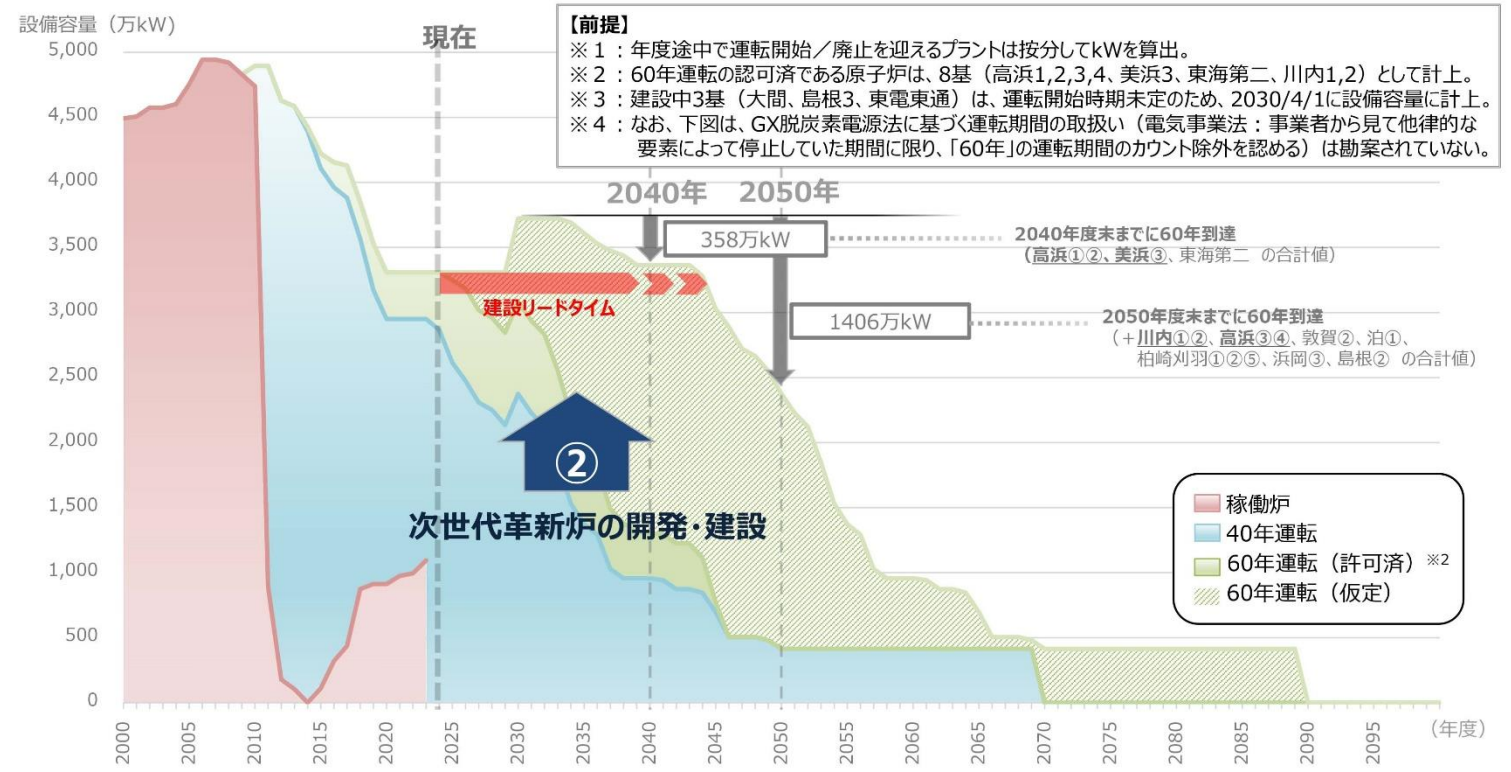 設備容量（万kW）
【前提】
※１：年度途中で運転開始／廃止を迎えるプラントは按分してkWを算出。
※２：60年運転の認可済である原子炉は、8基（高浜1,2,3,4、美浜3、東海第二、川内1,2）として計上。
※３：建設中3基（大間、島根3、東電東通）は、運転開始時期未定のため、2030/4/1に設備容量に計上。
※４：なお、下図は、GX脱炭素電源法に基づく運転期間の取扱い（電気事業法：事業者から見て他律的な
要素によって停止していた期間に限り、「60年」の運転期間のカウント除外を認める）は勘案されていない。
現在
2040年
2050年
5,000
4,500
4,000
3,500
3,000
2,500
2,000
1,500
1,000
500
0
358万kW
2040年度末までに60年到達
（高浜①②、美浜③、東海第二 の合計値）
建設リードタイム
1406万kW
2050年度末までに60年到達
（＋川内①②、高浜③④、敦賀②、泊①、
柏崎刈羽①②⑤、浜岡③、島根② の合計値）
②
次世代革新炉の開発・建設
稼働炉
40年運転
60年運転（許可済）※2
60年運転（仮定）
2000
2005
2010
2015
2020
2025
2030
2035
2040
2045
2050
2055
2060
2065
2070
2075
2080
2085
2090
2095
（年度）